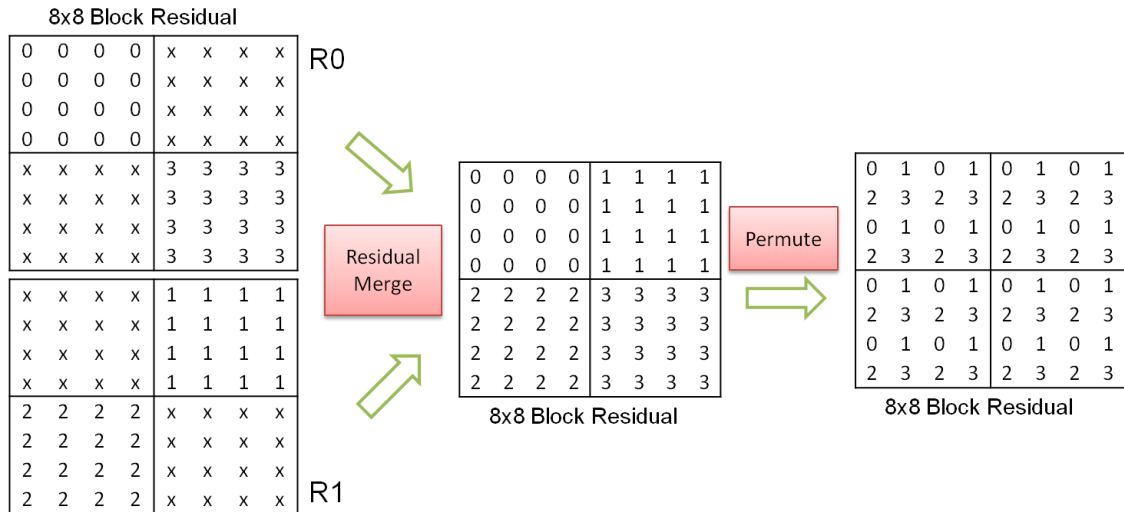 8x8 Block Residual
0 0 0 0 x x x x
0 0 0 0 x x x x
0 0 0 0 x x x x
0 0 0 0 x x x x
x x x x 3 3 3 3
x x x x 3 3 3 3
x x x x 3 3 3 3
x x x x 3 3 3 3
R0
x x x x 1 1 1 1
x x x x 1 1 1 1
x x x x 1 1 1 1
x x x x 1 1 1 1
2 2 2 2 x x x x
2 2 2 2 x x x x
2 2 2 2 x x x x
2 2 2 2 x x x x
R1
Residual
Merge
0 0 0 0 1 1 1 1
0 0 0 0 1 1 1 1
0 0 0 0 1 1 1 1
0 0 0 0 1 1 1 1
2 2 2 2 3 3 3 3
2 2 2 2 3 3 3 3
2 2 2 2 3 3 3 3
2 2 2 2 3 3 3 3
8x8 Block Residual
Permute
0 1 0 1 0 1 0 1
2 3 2 3 2 3 2 3
0 1 0 1 0 1 0 1
2 3 2 3 2 3 2 3
0 1 0 1 0 1 0 1
2 3 2 3 2 3 2 3
0 1 0 1 0 1 0 1
2 3 2 3 2 3 2 3
8x8 Block Residual